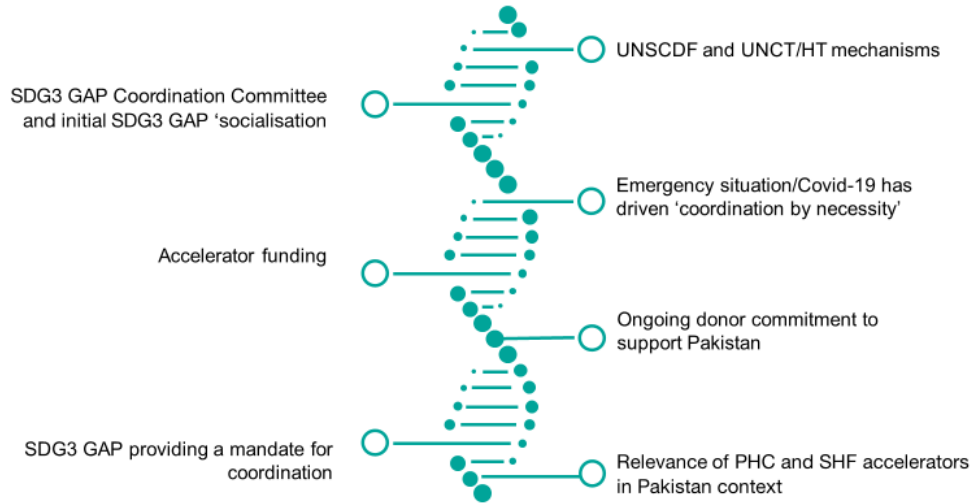 UNSCDF and UNCT/HT mechanisms
SDG3 GAP Coordination Committee
and initial SDG3 GAP ‘socialisation
Emergency situation/Covid-19 has
driven ‘coordination by necessity’
Accelerator funding
Ongoing donor commitment to
support Pakistan
SDG3 GAP providing a mandate for
coordination
Relevance of PHC and SHF accelerators
in Pakistan context